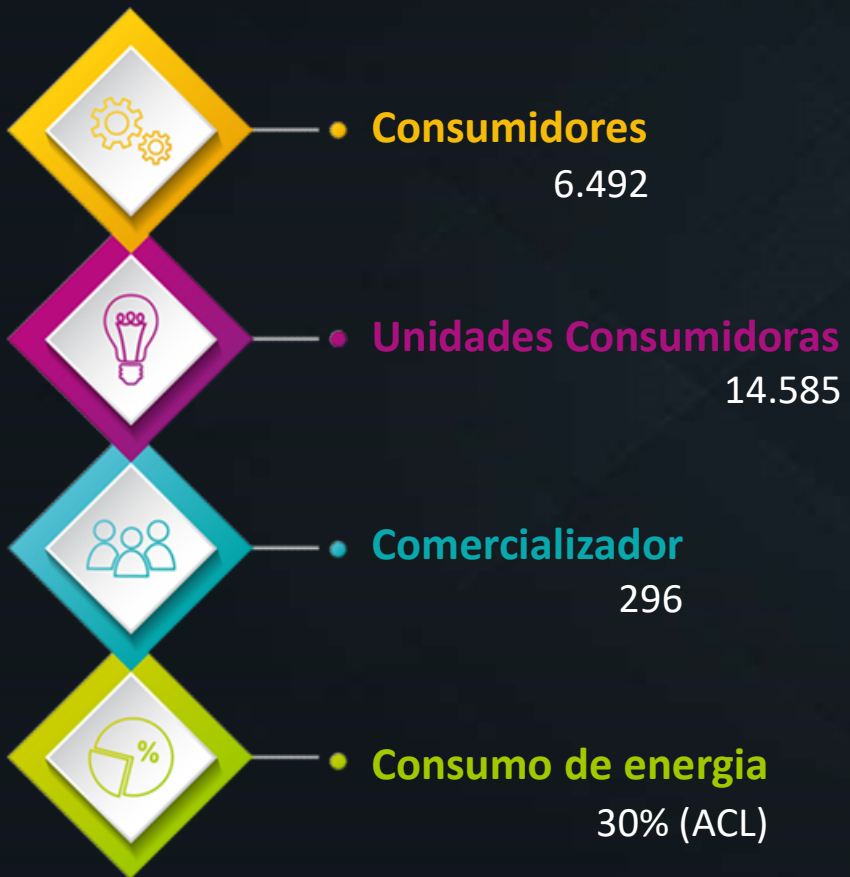 Consumidores
6.492
Unidades Consumidoras
14.585
Comercializador
296
%
Consumo de energia
30% (ACL)